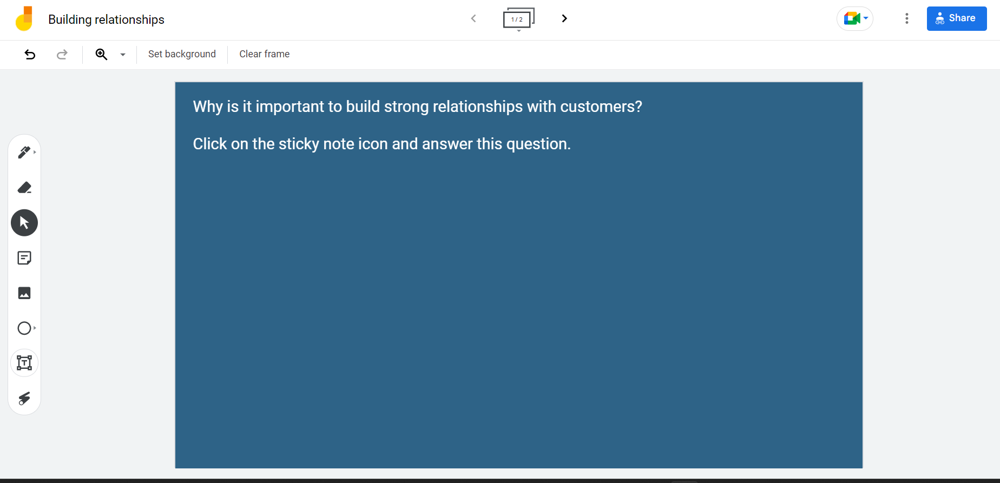 Building relationships
1 / 2
Share
Set background
Clear frame
Why is it important to build strong relationships with customers?
Click on the sticky note icon and answer this question.
T